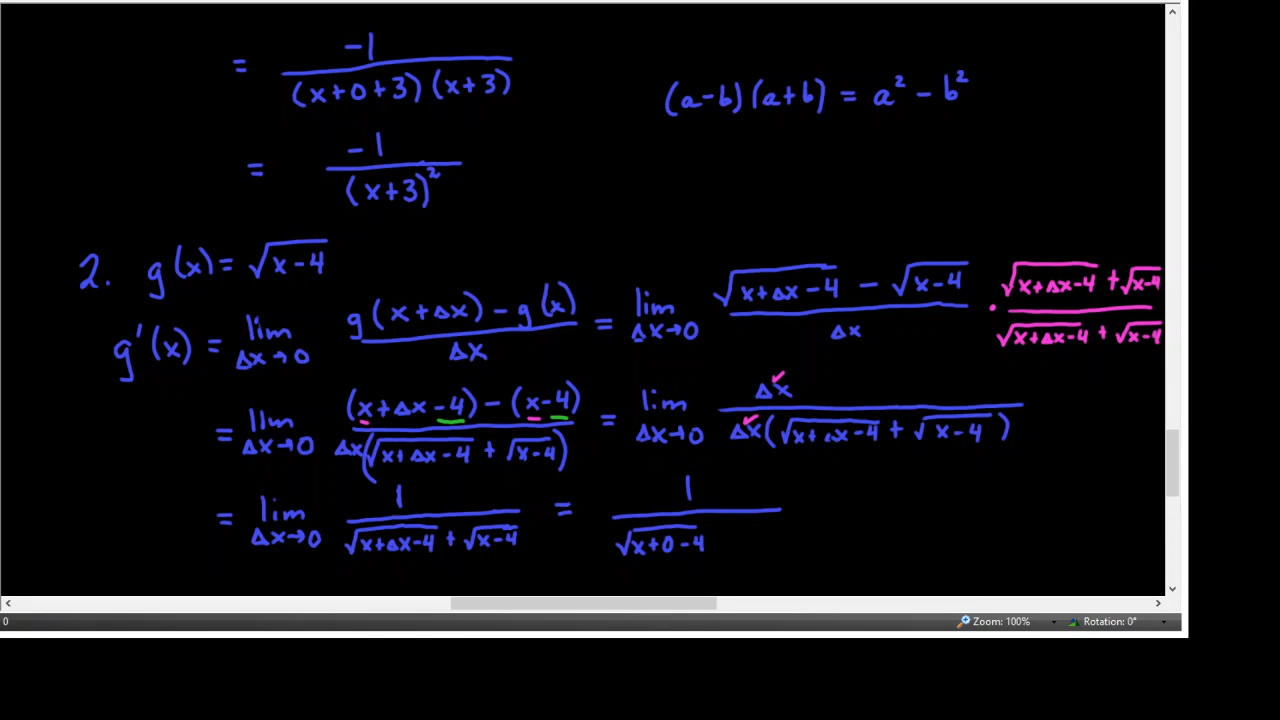 = -1 / (x+0+3)(x+3)
(a-b)(a+b) = a² - b²
= -1 / (x+3)²
2. g(x) = √(x-4)
g'(x) = lim Δx→0 g(x+Δx) - g(x) / Δx = lim Δx→0 √(x+Δx-4) - √(x-4) / Δx · √(x+Δx-4) + √(x-4) / √(x+Δx-4) + √(x-4)
= lim Δx→0 (x+Δx-4) - (x-4) / Δx(√(x+Δx-4) + √(x-4)) = lim Δx→0 Δx / Δx(√(x+Δx-4) + √(x-4))
= lim Δx→0 1 / √(x+Δx-4) + √(x-4) = 1 / √(x+0-4)
0 Zoom: 100% Rotation: 0°